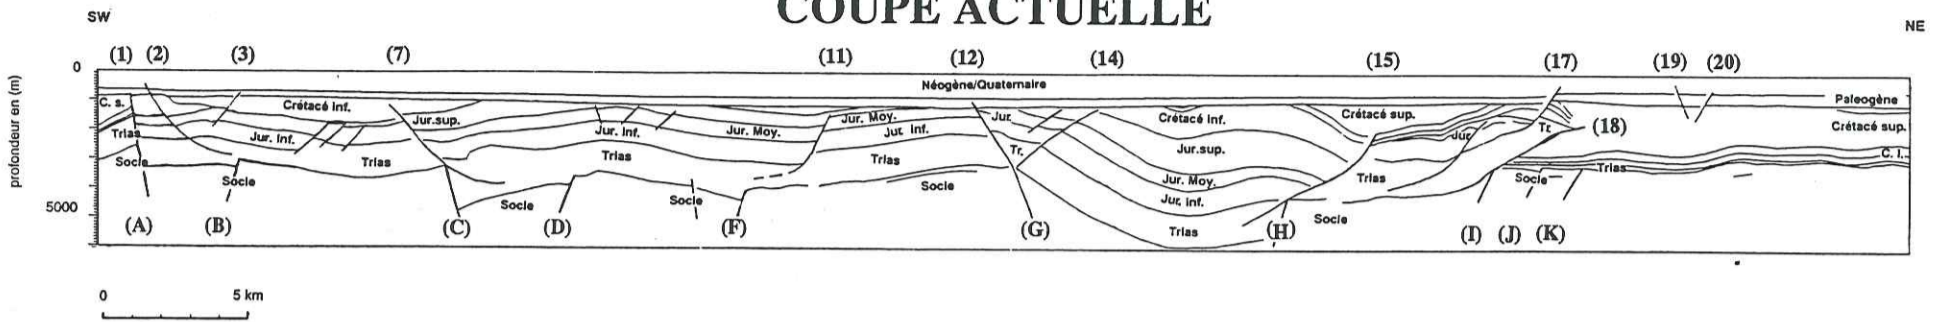 COUPE ACTUELLE
SW
NE
(1) (2) (3) (7) (11) (12) (14) (15) (17) (19) (20)
0
Néogène/Quaternaire
Paleogène
C. s.
Crétacé Inf.
Jur.sup.
Jur. Moy.
Jur.
Crétacé Inf.
Crétacé sup.
Crétacé sup.
Trias
Jur. Inf.
Jur. Inf.
Jur. Moy.
Jur. Inf.
Tr.
Jur.sup.
Jur.
Tr.
(18)
C. I.
Socle
Trias
Trias
Trias
Jur. Moy.
Trias
Socle
Trias
Socle
Socle
Socle
Socle
Jur. Inf.
Socle
Trias
5000
profondeur en (m)
(A) (B) (C) (D) (F) (G) (H) (I) (J) (K)
0 5 km